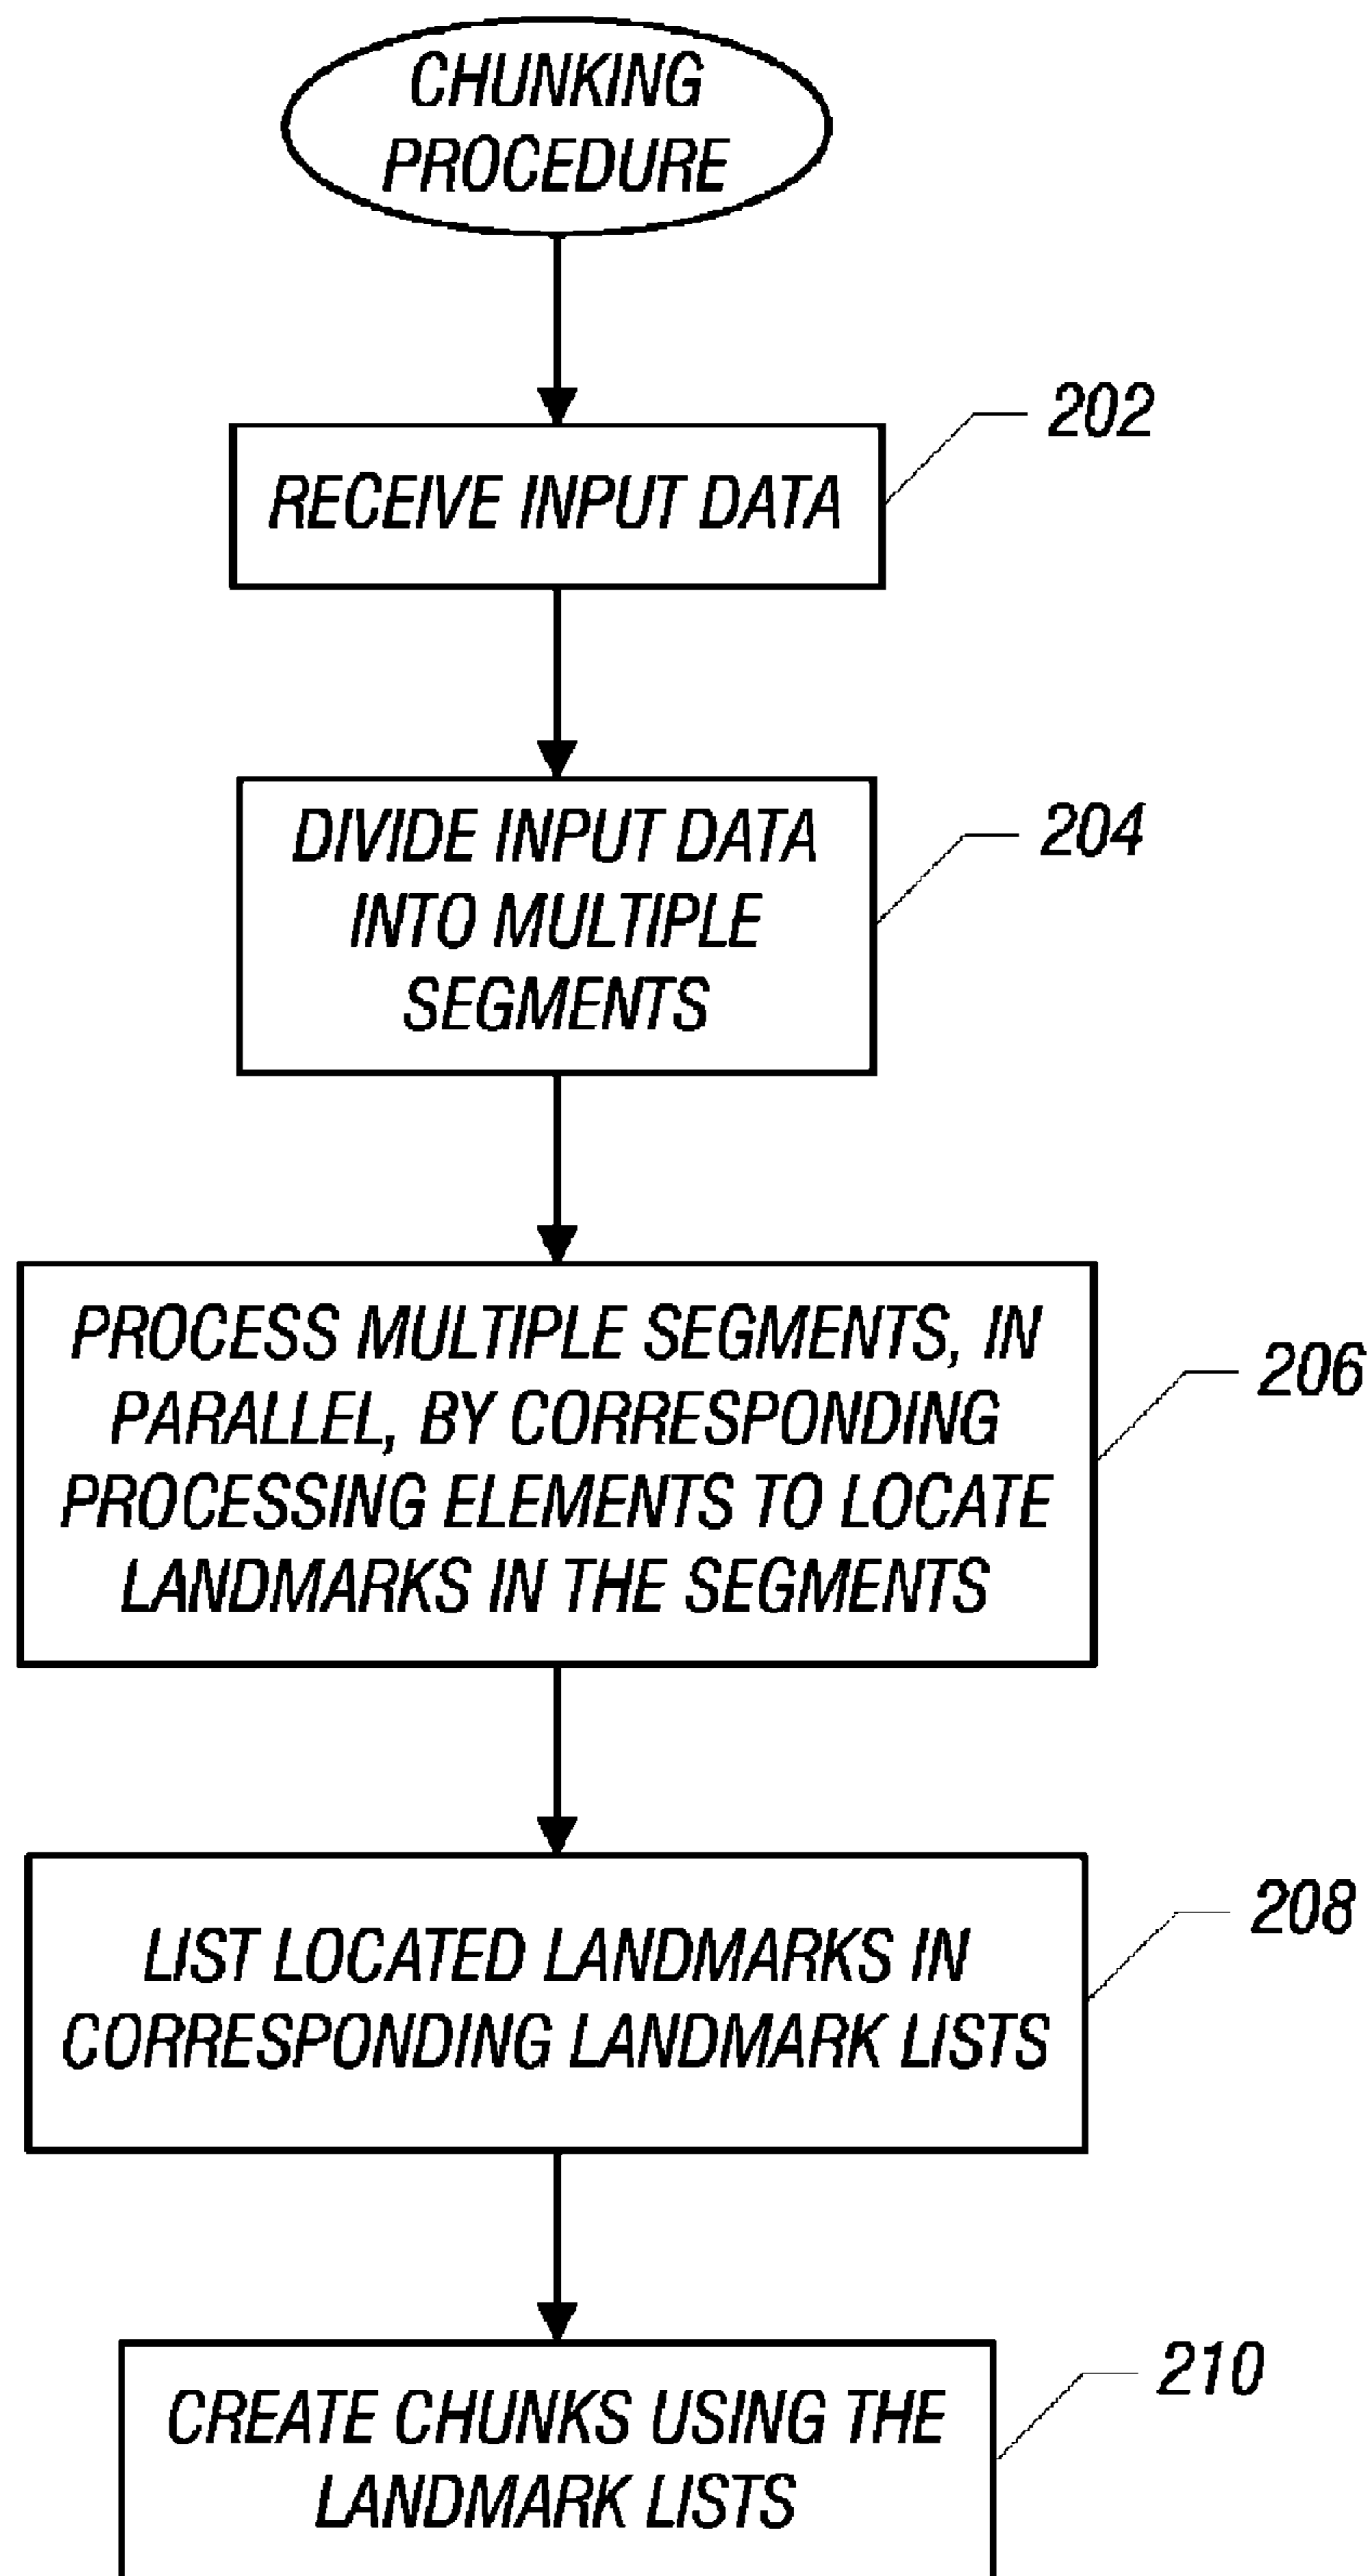 CHUNKING
PROCEDURE
202
RECEIVE INPUT DATA
204
DIVIDE INPUT DATA
INTO MULTIPLE
SEGMENTS
206
PROCESS MULTIPLE SEGMENTS, IN
PARALLEL, BY CORRESPONDING
PROCESSING ELEMENTS TO LOCATE
LANDMARKS IN THE SEGMENTS
208
LIST LOCATED LANDMARKS IN
CORRESPONDING LANDMARK LISTS
210
CREATE CHUNKS USING THE
LANDMARK LISTS